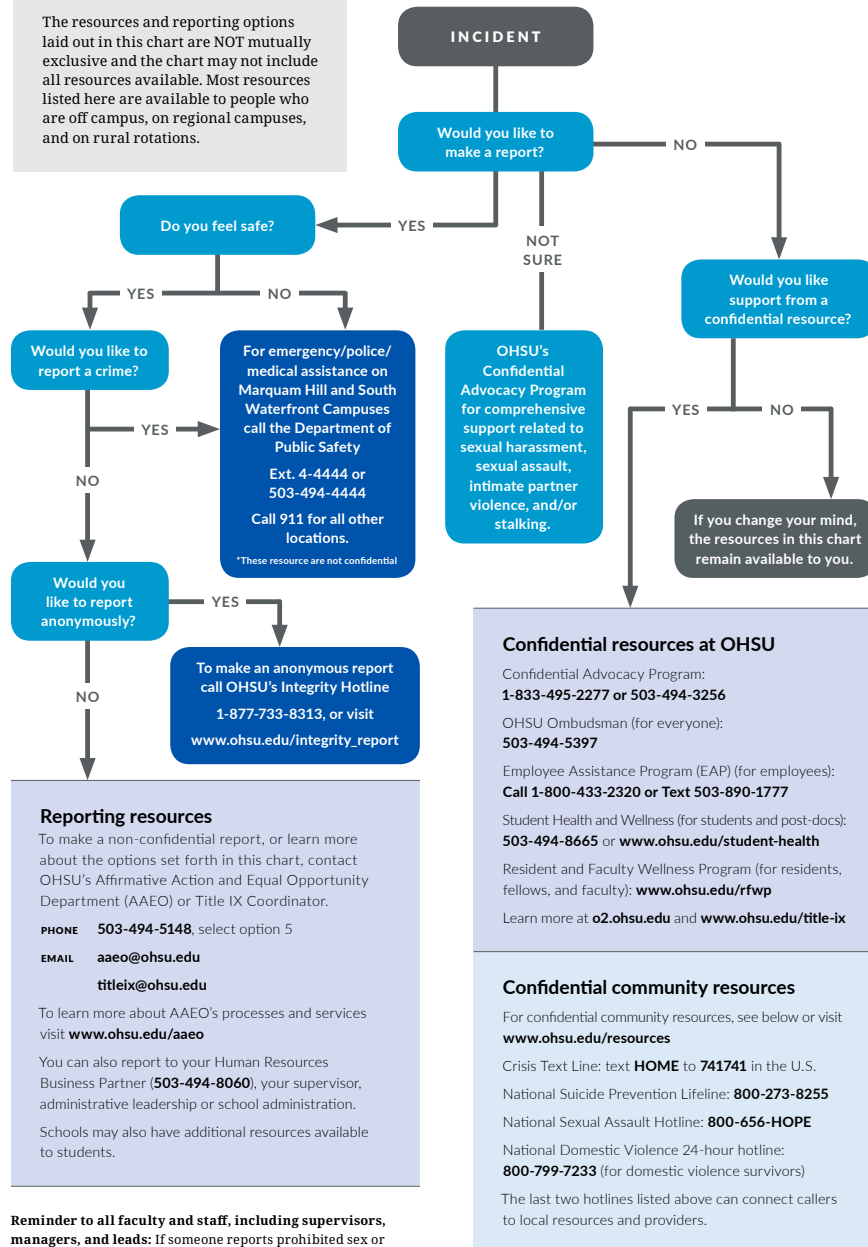 The resources and reporting options
laid out in this chart are NOT mutually
exclusive and the chart may not include
all resources available. Most resources
listed here are available to people who
are off campus, on regional campuses,
and on rural rotations.
INCIDENT
Would you like to
make a report?
NO
YES
NOT
SURE
Do you feel safe?
YES
NO
Would you like
support from a
confidential resource?
YES
NO
Would you like to
report a crime?
YES
NO
For emergency/police/
medical assistance on
Marquam Hill and South
Waterfront Campuses
call the Department of
Public Safety
Ext. 4-4444 or
503-494-4444
Call 911 for all other
locations.
*These resource are not confidential
OHSU's
Confidential
Advocacy Program
for comprehensive
support related to
sexual harassment,
sexual assault,
intimate partner
violence, and/or
stalking.
If you change your mind,
the resources in this chart
remain available to you.
Would you
like to report
anonymously?
YES
NO
To make an anonymous report
call OHSU's Integrity Hotline
1-877-733-8313, or visit
www.ohsu.edu/integrity_report
Reporting resources
To make a non-confidential report, or learn more
about the options set forth in this chart, contact
OHSU's Affirmative Action and Equal Opportunity
Department (AAEO) or Title IX Coordinator.
PHONE 503-494-5148, select option 5
EMAIL aaeo@ohsu.edu
titleix@ohsu.edu
To learn more about AAEO's processes and services
visit www.ohsu.edu/aaeo
You can also report to your Human Resources
Business Partner (503-494-8060), your supervisor,
administrative leadership or school administration.
Schools may also have additional resources available
to students.
Reminder to all faculty and staff, including supervisors,
managers, and leads: If someone reports prohibited sex or
Confidential resources at OHSU
Confidential Advocacy Program:
1-833-495-2277 or 503-494-3256
OHSU Ombudsman (for everyone):
503-494-5397
Employee Assistance Program (EAP) (for employees):
Call 1-800-433-2320 or Text 503-890-1777
Student Health and Wellness (for students and post-docs):
503-494-8665 or www.ohsu.edu/student-health
Resident and Faculty Wellness Program (for residents,
fellows, and faculty): www.ohsu.edu/rfwp
Learn more at o2.ohsu.edu and www.ohsu.edu/title-ix
Confidential community resources
For confidential community resources, see below or visit
www.ohsu.edu/resources
Crisis Text Line: text HOME to 741741 in the U.S.
National Suicide Prevention Lifeline: 800-273-8255
National Sexual Assault Hotline: 800-656-HOPE
National Domestic Violence 24-hour hotline:
800-799-7233 (for domestic violence survivors)
The last two hotlines listed above can connect callers
to local resources and providers.